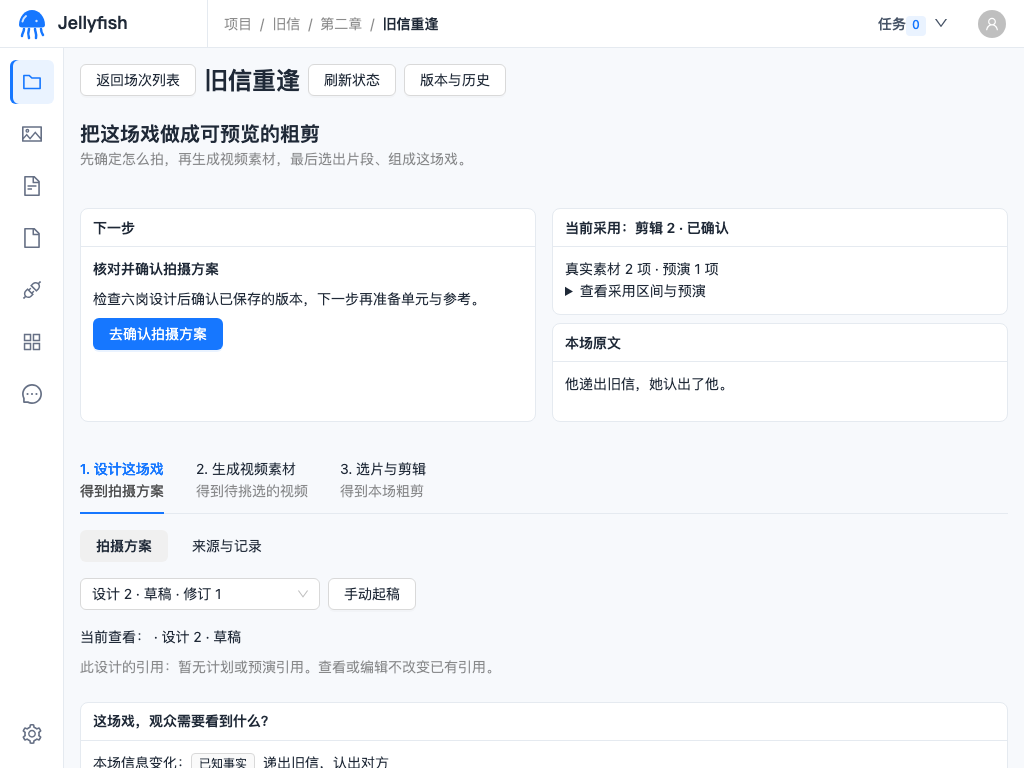 Jellyfish
项目 / 旧信 / 第二章 / 旧信重逢
任务 0
返回场次列表 旧信重逢 刷新状态 版本与历史
把这场戏做成可预览的粗剪
先确定怎么拍，再生成视频素材，最后选出片段、组成这场戏。
下一步
核对并确认拍摄方案
检查六岗设计后确认已保存的版本，下一步再准备单元与参考。
去确认拍摄方案
当前采用：剪辑 2 · 已确认
真实素材 2 项 · 预演 1 项
▶ 查看采用区间与预演
本场原文
他递出旧信，她认出了他。
1. 设计这场戏
得到拍摄方案
2. 生成视频素材
得到待挑选的视频
3. 选片与剪辑
得到本场粗剪
拍摄方案 来源与记录
设计 2 · 草稿 · 修订 1 手动起稿
当前查看： · 设计 2 · 草稿
此设计的引用：暂无计划或预演引用。查看或编辑不改变已有引用。
这场戏，观众需要看到什么?
本场信息变化： 已知事实 递出旧信，认出对方